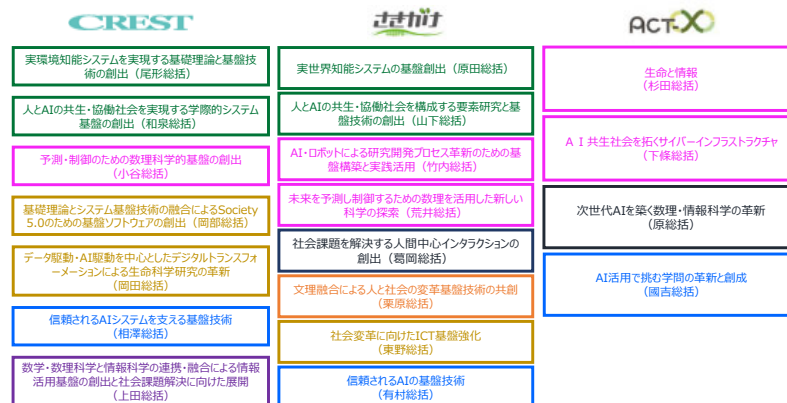 CREST
実環境知能システムを実現する基礎理論と基盤技
術の創出（尾形総括）
人とAIの共生・協働社会を実現する学際的システム
基盤の創出（和泉総括）
予測・制御のための数理科学的基盤の創出
（小谷総括）
基礎理論とシステム基盤技術の融合によるSociety
5.0のための基盤ソフトウェアの創出（岡部総括）
データ駆動・AI駆動を中心としたデジタルトランスフォ
ーメーションによる生命科学研究の革新
（岡田総括）
信頼されるAIシステムを支える基盤技術
（相澤総括）
数学・数理科学と情報科学の連携・融合による情報
活用基盤の創出と社会課題解決に向けた展開
（上田総括）
さきがけ
実世界知能システムの基盤創出（原田総括）
人とAIの共生・協働社会を構成する要素研究と基
盤技術の創出（山下総括）
AI・ロボットによる研究開発プロセス革新のための基
盤構築と実践活用（竹内総括）
未来を予測し制御するための数理を活用した新しい
科学の探索（荒井総括）
社会課題を解決する人間中心インタラクションの
創出（葛岡総括）
文理融合による人と社会の変革基盤技術の共創
（栗原総括）
社会変革に向けたICT基盤強化
（東野総括）
信頼されるAIの基盤技術
（有村総括）
ACT-X
生命と情報
（杉田総括）
ＡＩ共生社会を拓くサイバーインフラストラクチャ
（下條総括）
次世代AIを築く数理・情報科学の革新
（原総括）
AI活用で挑む学問の革新と創成
（國吉総括）